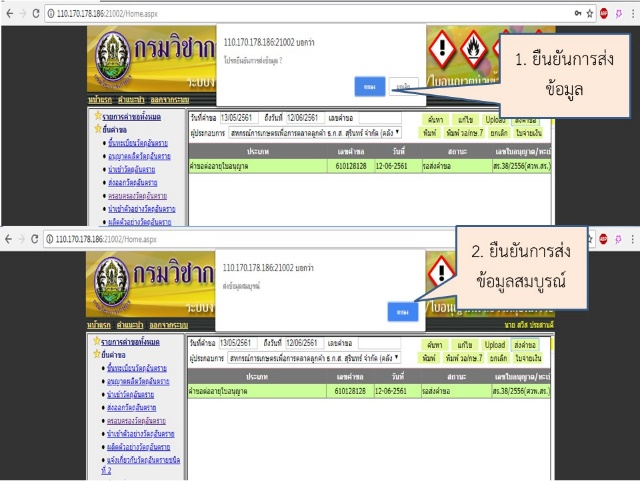 110.170.178.186:21002/Home.aspx
กรมวิชาก
110.170.178.186:21002 บอกว่า
โปรดยืนยันการส่งข้อมูล ?
ตกลง ยกเลิก
1. ยืนยันการส่ง
ข้อมูล
หน้าแรก คำแนะนำ ออกจากระบบ
รายการคำขอทั้งหมด
ยื่นคำขอ
ขึ้นทะเบียนวัตถุอันตราย
อนุญาตผลิตวัตถุอันตราย
นำเข้าวัตถุอันตราย
ส่งออกวัตถุอันตราย
ครอบครองวัตถุอันตราย
นำเข้าตัวอย่างวัตถุอันตราย
ผลิตตัวอย่างวัตถุอันตราย
วันที่คำขอ 13/05/2561 ถึงวันที่ 12/06/2561 เลขคำขอ
ค้นหา แก้ไข Upload ส่งคำขอ
ผู้ประกอบการ สหกรณ์การเกษตรเพื่อการตลาดลูกค้า ธ.ก.ส. สุรินทร์ จำกัด (คลัง
พิมพ์ พิมพ์ วอ/กษ.7 ยกเลิก ใบจ่ายเงิน
ประเภท เลขคำขอ วันที่ สถานะ เลขใบอนุญาต/ทะเบ
คำขอต่ออายุใบอนุญาต 610128128 12-06-2561 รอส่งคำขอ สร.38/2556(สวพ.สร.)
110.170.178.186:21002/Home.aspx
กรมวิชาก
110.170.178.186:21002 บอกว่า
ส่งข้อมูลสมบูรณ์
ตกลง
2. ยืนยันการส่ง
ข้อมูลสมบูรณ์
หน้าแรก คำแนะนำ ออกจากระบบ
รายการคำขอทั้งหมด
ยื่นคำขอ
ขึ้นทะเบียนวัตถุอันตราย
อนุญาตผลิตวัตถุอันตราย
นำเข้าวัตถุอันตราย
ส่งออกวัตถุอันตราย
ครอบครองวัตถุอันตราย
นำเข้าตัวอย่างวัตถุอันตราย
ผลิตตัวอย่างวัตถุอันตราย
แจ้งเกี่ยวกับวัตถุอันตรายชนิด
ที่ 2
วันที่คำขอ 13/05/2561 ถึงวันที่ 12/06/2561 เลขคำขอ
ค้นหา แก้ไข Upload ส่งคำขอ
ผู้ประกอบการ สหกรณ์การเกษตรเพื่อการตลาดลูกค้า ธ.ก.ส. สุรินทร์ จำกัด (คลัง
พิมพ์ พิมพ์ วอ/กษ.7 ยกเลิก ใบจ่ายเงิน
ประเภท เลขคำขอ วันที่ สถานะ เลขใบอนุญาต/ทะเบ
คำขอต่ออายุใบอนุญาต 610128128 12-06-2561 รอส่งคำขอ สร.38/2556(สวพ.สร.)